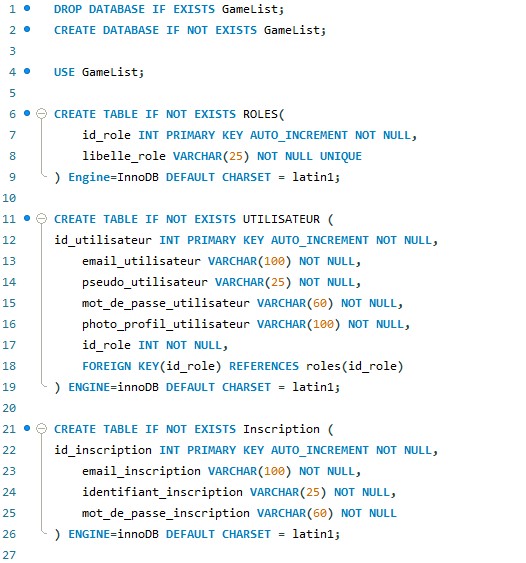 1 DROP DATABASE IF EXISTS GameList;
2 CREATE DATABASE IF NOT EXISTS GameList;
3
4 USE GameList;
5
6 CREATE TABLE IF NOT EXISTS ROLES(
7 id_role INT PRIMARY KEY AUTO_INCREMENT NOT NULL,
8 libelle_role VARCHAR(25) NOT NULL UNIQUE
9 ) Engine=InnoDB DEFAULT CHARSET = latin1;
10
11 CREATE TABLE IF NOT EXISTS UTILISATEUR (
12 id_utilisateur INT PRIMARY KEY AUTO_INCREMENT NOT NULL,
13 email_utilisateur VARCHAR(100) NOT NULL,
14 pseudo_utilisateur VARCHAR(25) NOT NULL,
15 mot_de_passe_utilisateur VARCHAR(60) NOT NULL,
16 photo_profil_utilisateur VARCHAR(100) NOT NULL,
17 id_role INT NOT NULL,
18 FOREIGN KEY(id_role) REFERENCES roles(id_role)
19 ) ENGINE=innoDB DEFAULT CHARSET = latin1;
20
21 CREATE TABLE IF NOT EXISTS Inscription (
22 id_inscription INT PRIMARY KEY AUTO_INCREMENT NOT NULL,
23 email_inscription VARCHAR(100) NOT NULL,
24 identifiant_inscription VARCHAR(25) NOT NULL,
25 mot_de_passe_inscription VARCHAR(60) NOT NULL
26 ) ENGINE=innoDB DEFAULT CHARSET = latin1;
27